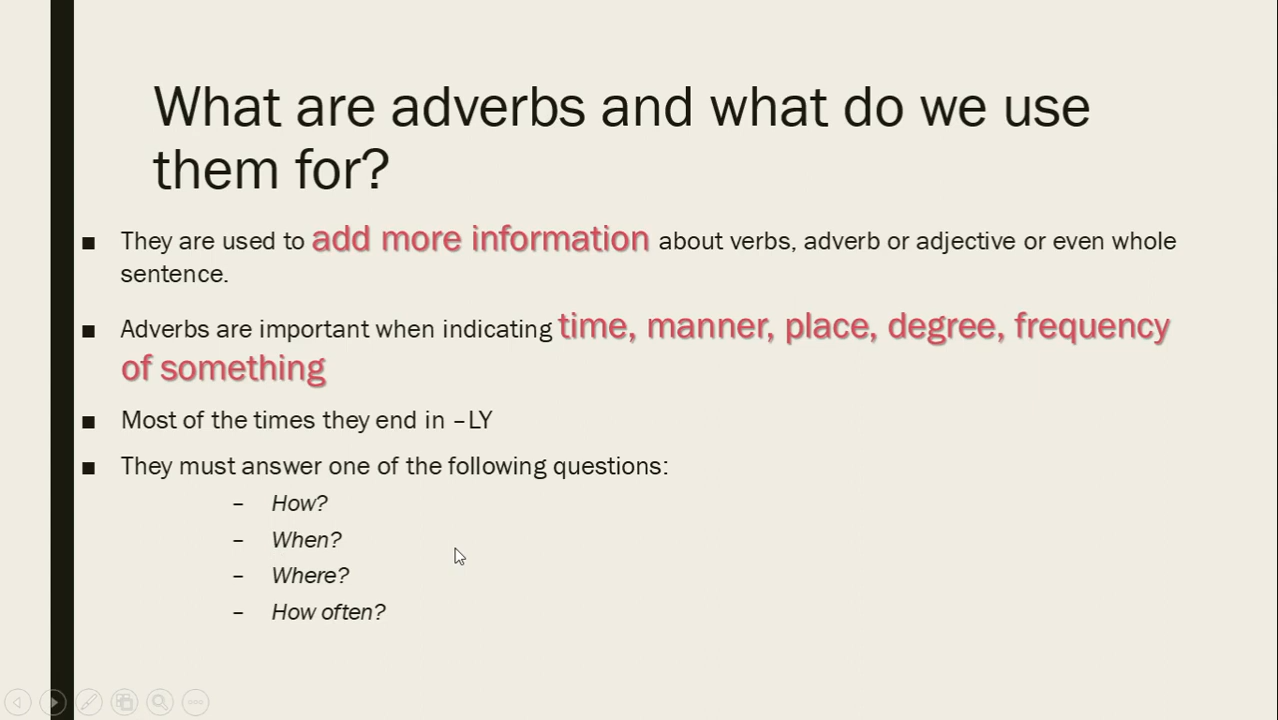 What are adverbs and what do we use
them for?
■ They are used to add more information about verbs, adverb or adjective or even whole
sentence.
■ Adverbs are important when indicating time, manner, place, degree, frequency
of something
■ Most of the times they end in –LY
■ They must answer one of the following questions:
– How?
– When?
– Where?
– How often?